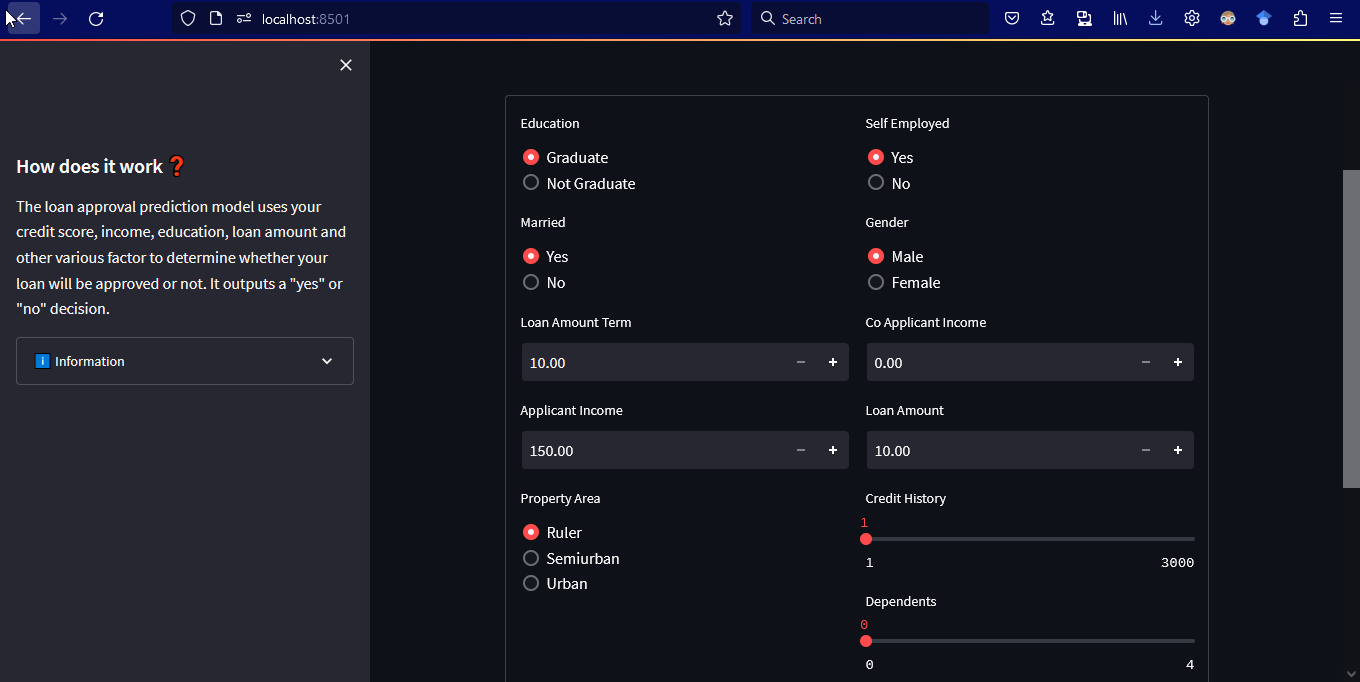 localhost:8501
Search
How does it work ❓
The loan approval prediction model uses your
credit score, income, education, loan amount and
other various factor to determine whether your
loan will be approved or not. It outputs a "yes" or
"no" decision.
ℹ️ Information
Education
Graduate
Not Graduate
Self Employed
Yes
No
Married
Yes
No
Gender
Male
Female
Loan Amount Term
10.00
Co Applicant Income
0.00
Applicant Income
150.00
Loan Amount
10.00
Property Area
Ruler
Semiurban
Urban
Credit History
1
1 3000
Dependents
0
0 4